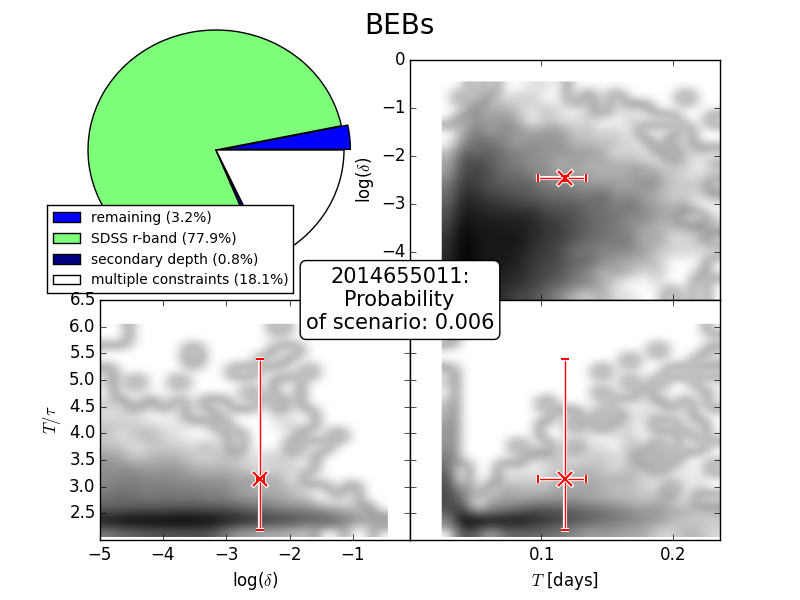 BEBs
remaining (3.2%)
SDSS r-band (77.9%)
secondary depth (0.8%)
multiple constraints (18.1%)
0
−1
−2
−3
−4
log(δ)
2014655011:
Probability
of scenario: 0.006
6.5
6.0
5.5
5.0
4.5
4.0
3.5
3.0
2.5
T/τ
−5 −4 −3 −2 −1
log(δ)
0.1 0.2
T [days]